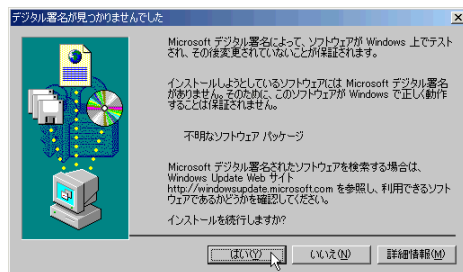 デジタル署名が見つかりませんでした
Microsoft デジタル署名によって、ソフトウェアが Windows 上でテスト
され、その後変更されていないことが保証されます。
インストールしようとしているソフトウェアには Microsoft デジタル署名
がありません。そのために、このソフトウェアが Windows で正しく動作
することは保証されません。
不明なソフトウェア パッケージ
Microsoft デジタル署名されたソフトウェアを検索する場合は、
Windows Update Web サイト
http://windowsupdate.microsoft.com を参照し、利用できるソフト
ウェアであるかどうかを確認してください。
インストールを続行しますか?
はい(Y) いいえ(N) 詳細情報(M)